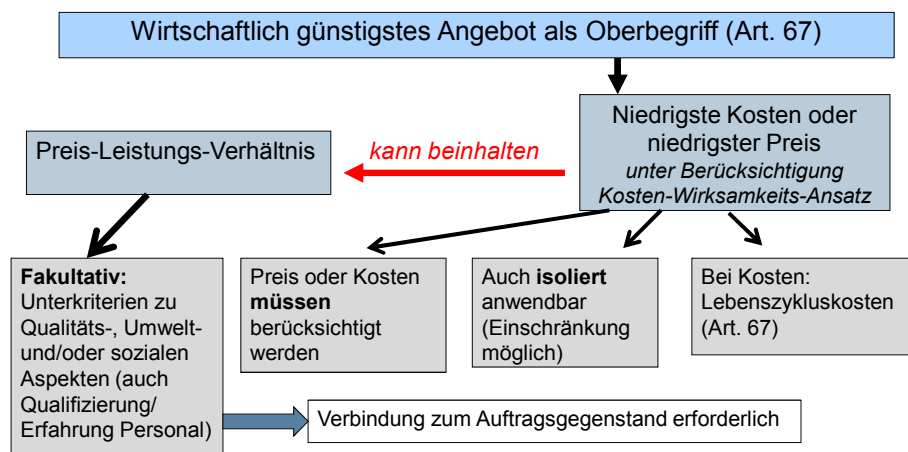 Wirtschaftlich günstigstes Angebot als Oberbegriff (Art. 67)
Preis-Leistungs-Verhältnis
kann beinhalten
Niedrigste Kosten oder
niedrigster Preis
unter Berücksichtigung
Kosten-Wirksamkeits-Ansatz
Fakultativ:
Unterkriterien zu
Qualitäts-, Umwelt-
und/oder sozialen
Aspekten (auch
Qualifizierung/
Erfahrung Personal)
Preis oder Kosten
müssen
berücksichtigt
werden
Auch isoliert
anwendbar
(Einschränkung
möglich)
Bei Kosten:
Lebenszykluskosten
(Art. 67)
Verbindung zum Auftragsgegenstand erforderlich